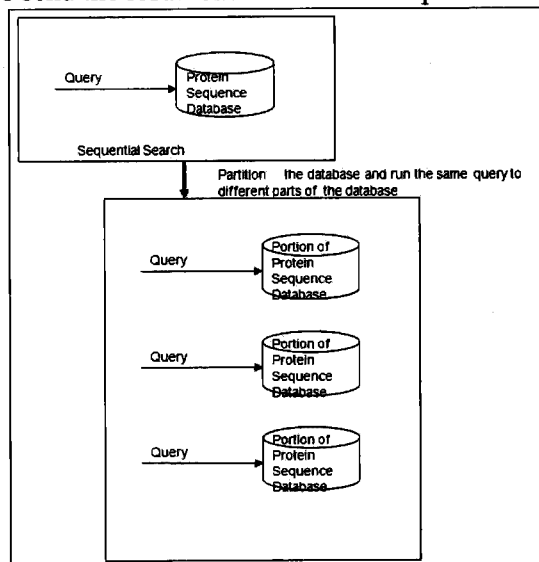 Query
Protein
Sequence
Database
Sequential Search
Partition the database and run the same query to
different parts of the database
Query
Portion of
Protein
Sequence
Database
Query
Portion of
Protein
Sequence
Database
Query
Portion of
Protein
Sequence
Database